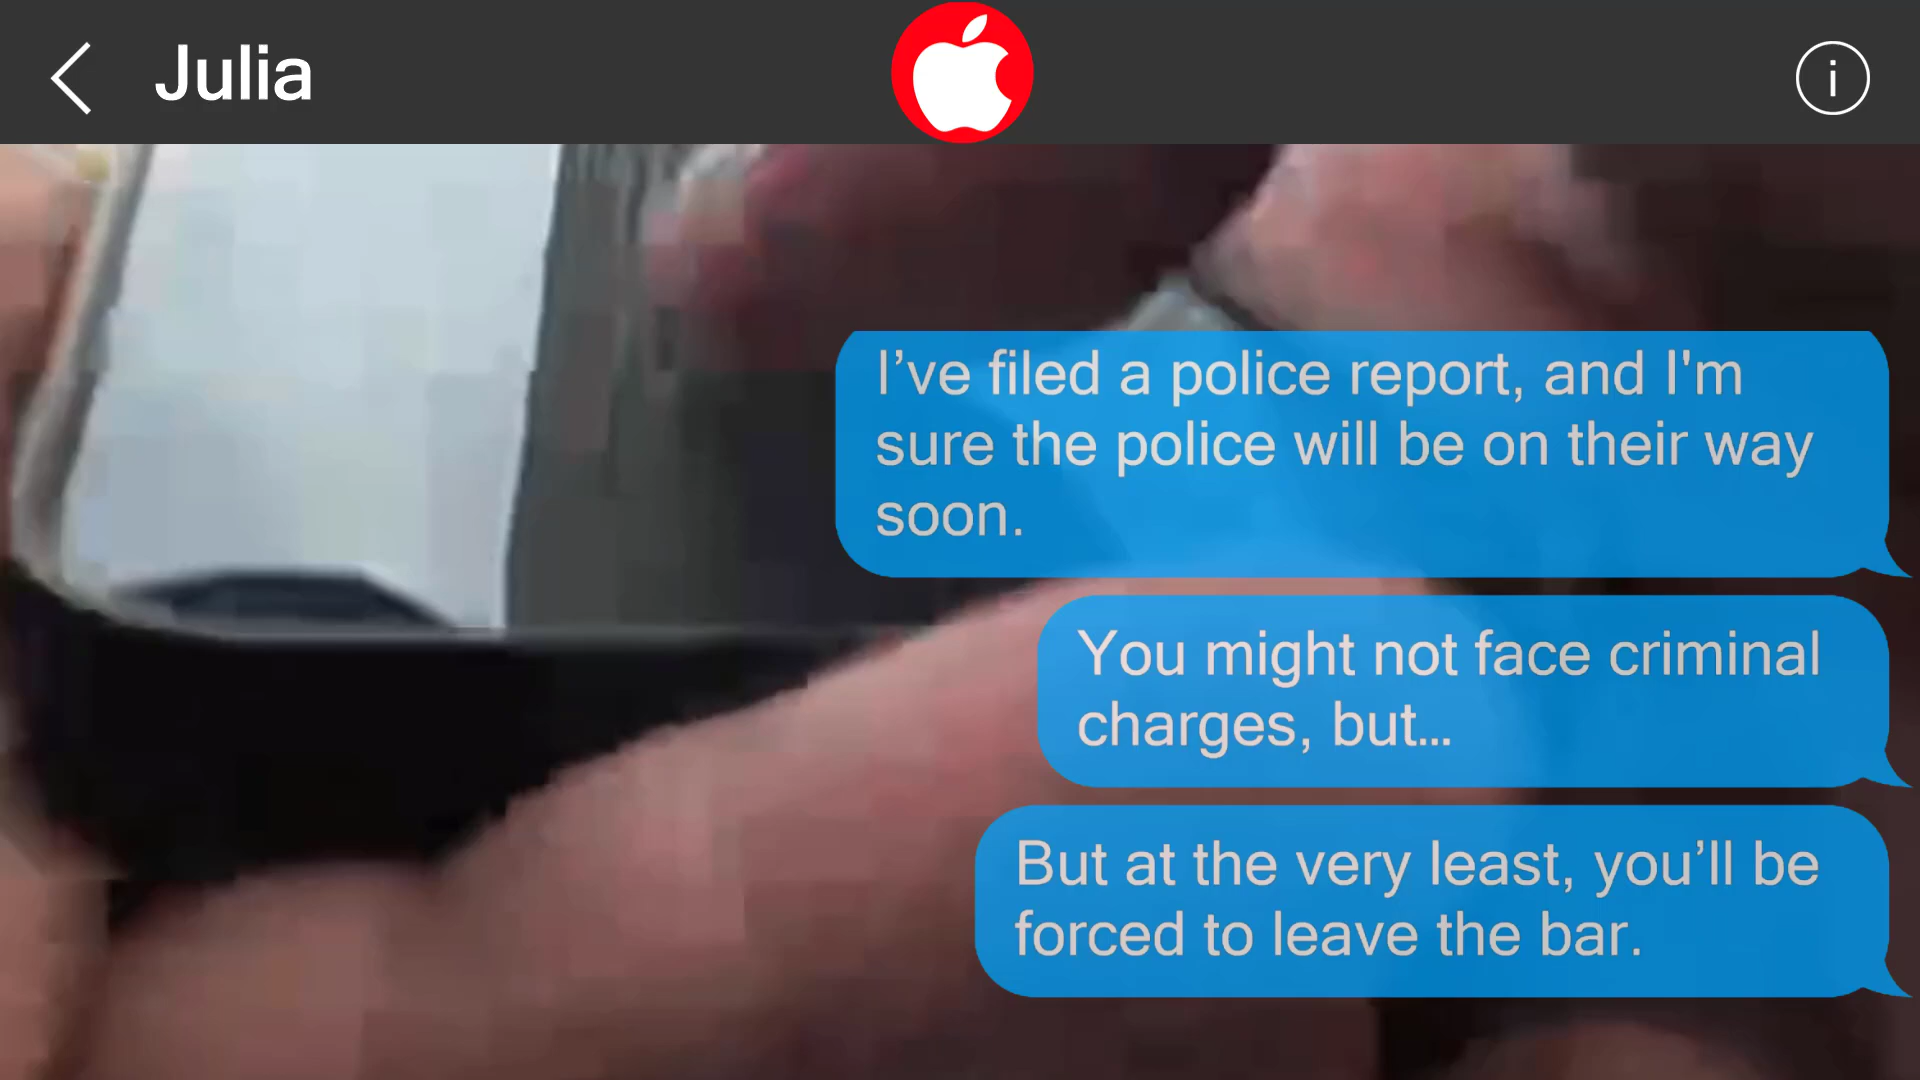 Julia
i
I’ve filed a police report, and I'm
sure the police will be on their way
soon.
You might not face criminal
charges, but...
But at the very least, you’ll be
forced to leave the bar.